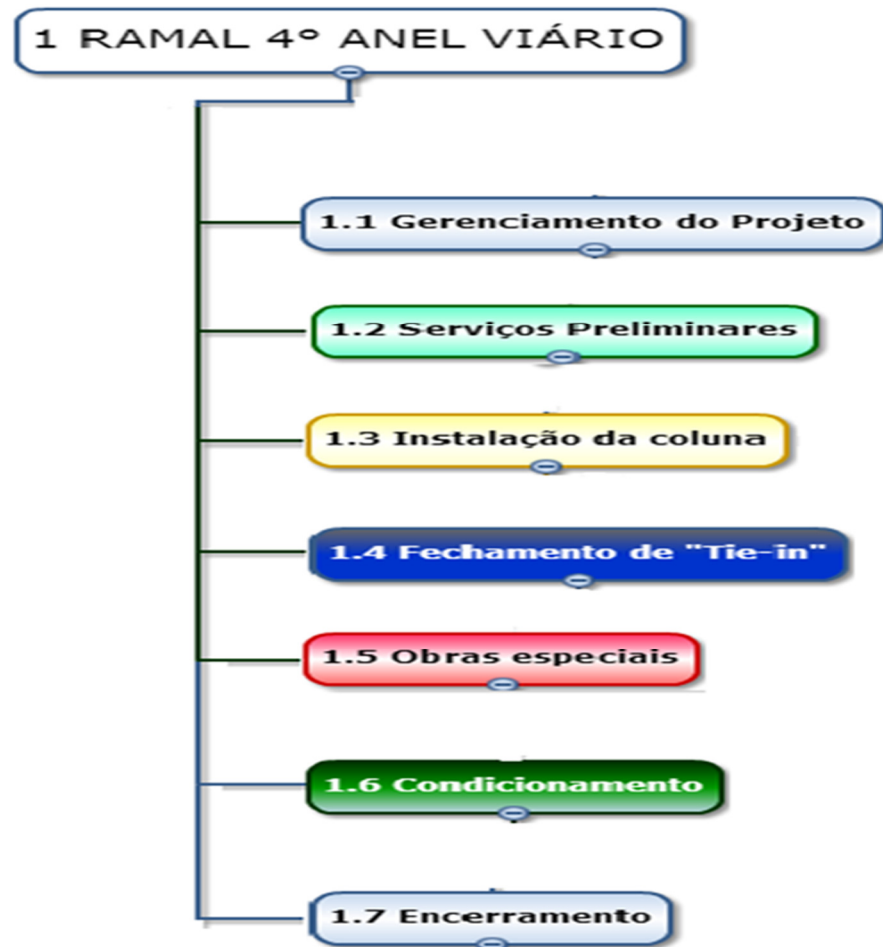 1 RAMAL 4º ANEL VIÁRIO
1.1 Gerenciamento do Projeto
1.2 Serviços Preliminares
1.3 Instalação da coluna
1.4 Fechamento de "Tie-in"
1.5 Obras especiais
1.6 Condicionamento
1.7 Encerramento